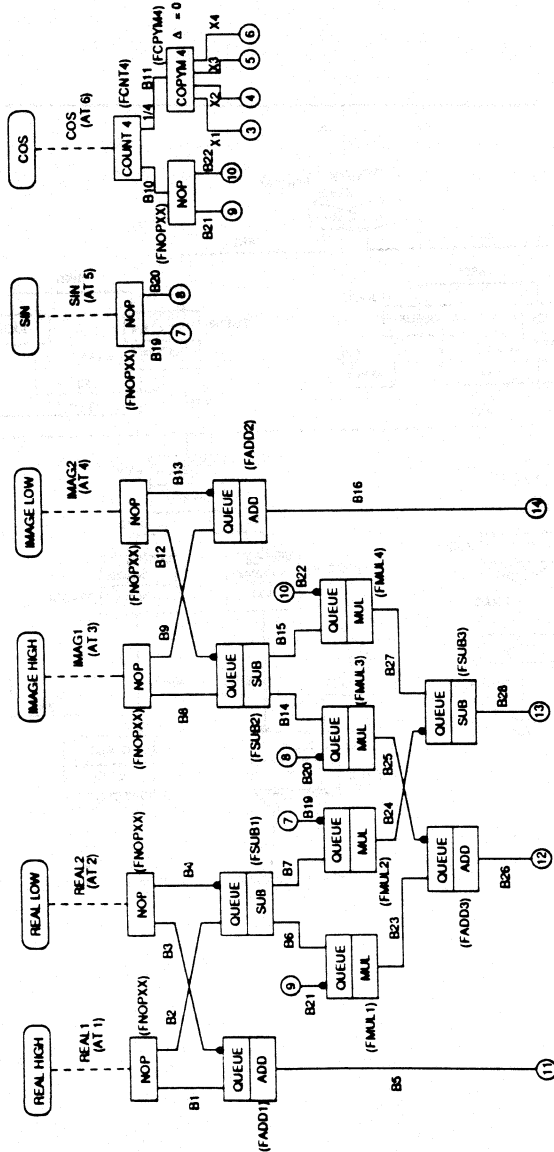 REAL HIGH
REAL LOW
IMAGE HIGH
IMAGE LOW
SIN
COS
REAL1
(AT 1)
REAL2
(AT 2)
IMAG1
(AT 3)
IMAG2
(AT 4)
SIN
(AT 5)
COS
(AT 6)
NOP
(FNOPXX)
NOP
(FNOPXX)
NOP
(FNOPXX)
NOP
(FNOPXX)
NOP
(FNOPXX)
COUNT 4
(FCNT4)
B1
B2
B3
B4
B8
B9
B12
B13
B19
B20
7
8
B10
1/4
B11
NOP
(FNOPXX)
COPYM 4
(FCPYM4)
Δ = 0
B21
B22
9
10
X1
X2
X3
X4
3
4
5
6
QUEUE
ADD
(FADD1)
QUEUE
SUB
(FSUB1)
QUEUE
SUB
(FSUB2)
QUEUE
ADD
(FADD2)
B5
B6
B7
B14
B15
B16
9
B21
7
B19
8
B20
10
B22
QUEUE
MUL
(FMUL1)
QUEUE
MUL
(FMUL2)
QUEUE
MUL
(FMUL3)
QUEUE
MUL
(FMUL4)
B23
B24
B25
B27
QUEUE
ADD
(FADD3)
QUEUE
SUB
(FSUB3)
B26
B28
11
12
13
14